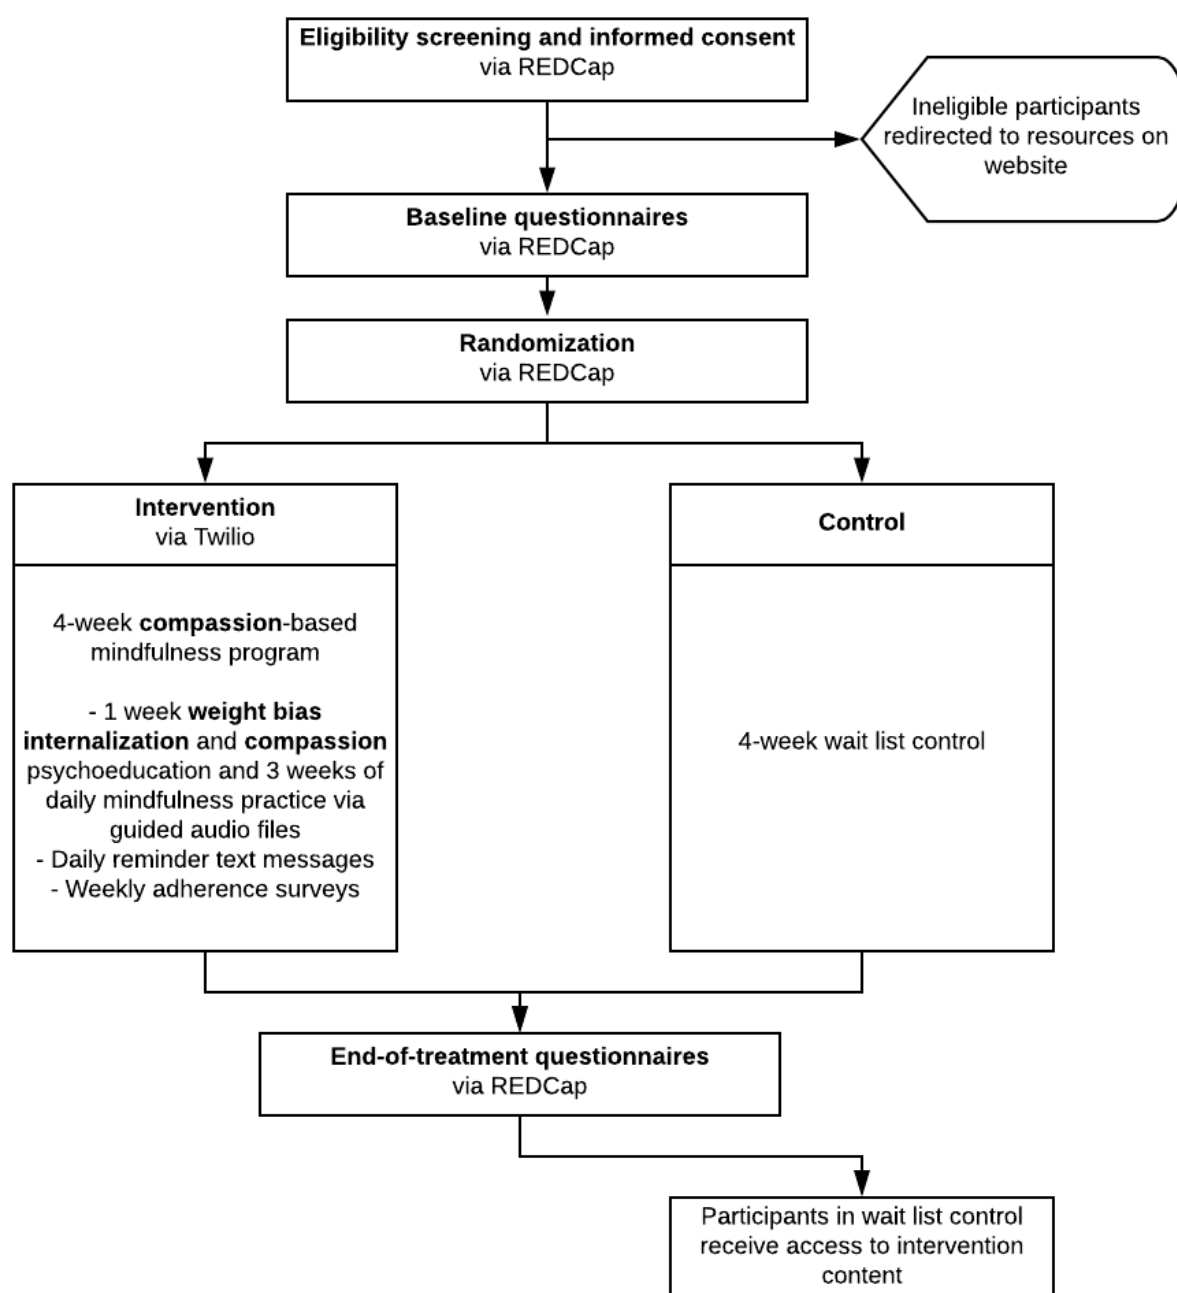 Eligibility screening and informed consent
via REDCap
Ineligible participants
redirected to resources on
website
Baseline questionnaires
via REDCap
Randomization
via REDCap
Intervention
via Twilio
4-week compassion-based
mindfulness program
- 1 week weight bias
internalization and compassion
psychoeducation and 3 weeks of
daily mindfulness practice via
guided audio files
- Daily reminder text messages
- Weekly adherence surveys
Control
4-week wait list control
End-of-treatment questionnaires
via REDCap
Participants in wait list control
receive access to intervention
content